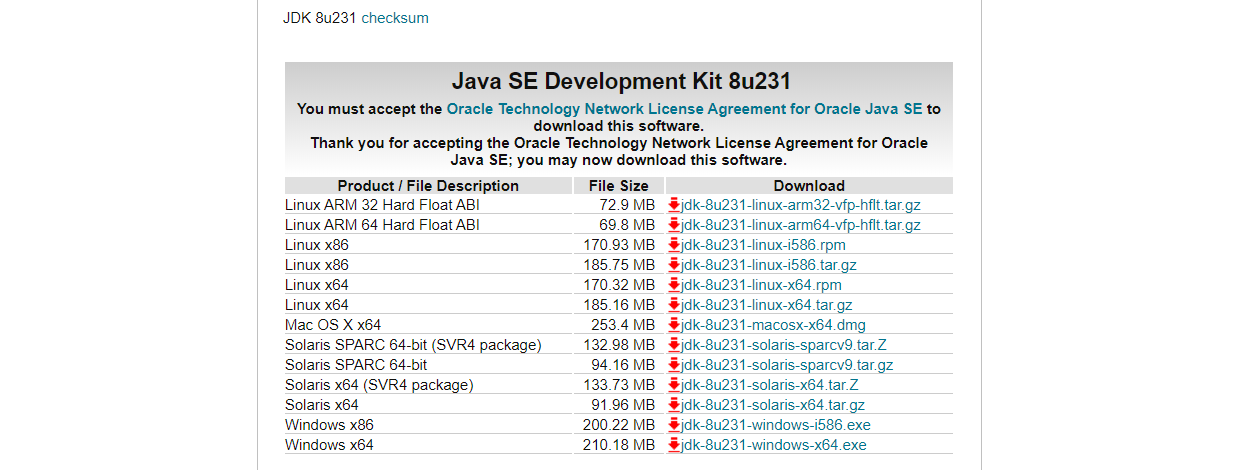 JDK 8u231 checksum
Java SE Development Kit 8u231
You must accept the Oracle Technology Network License Agreement for Oracle Java SE to
download this software.
Thank you for accepting the Oracle Technology Network License Agreement for Oracle
Java SE; you may now download this software.
Product / File Description File Size Download
Linux ARM 32 Hard Float ABI 72.9 MB jdk-8u231-linux-arm32-vfp-hflt.tar.gz
Linux ARM 64 Hard Float ABI 69.8 MB jdk-8u231-linux-arm64-vfp-hflt.tar.gz
Linux x86 170.93 MB jdk-8u231-linux-i586.rpm
Linux x86 185.75 MB jdk-8u231-linux-i586.tar.gz
Linux x64 170.32 MB jdk-8u231-linux-x64.rpm
Linux x64 185.16 MB jdk-8u231-linux-x64.tar.gz
Mac OS X x64 253.4 MB jdk-8u231-macosx-x64.dmg
Solaris SPARC 64-bit (SVR4 package) 132.98 MB jdk-8u231-solaris-sparcv9.tar.Z
Solaris SPARC 64-bit 94.16 MB jdk-8u231-solaris-sparcv9.tar.gz
Solaris x64 (SVR4 package) 133.73 MB jdk-8u231-solaris-x64.tar.Z
Solaris x64 91.96 MB jdk-8u231-solaris-x64.tar.gz
Windows x86 200.22 MB jdk-8u231-windows-i586.exe
Windows x64 210.18 MB jdk-8u231-windows-x64.exe